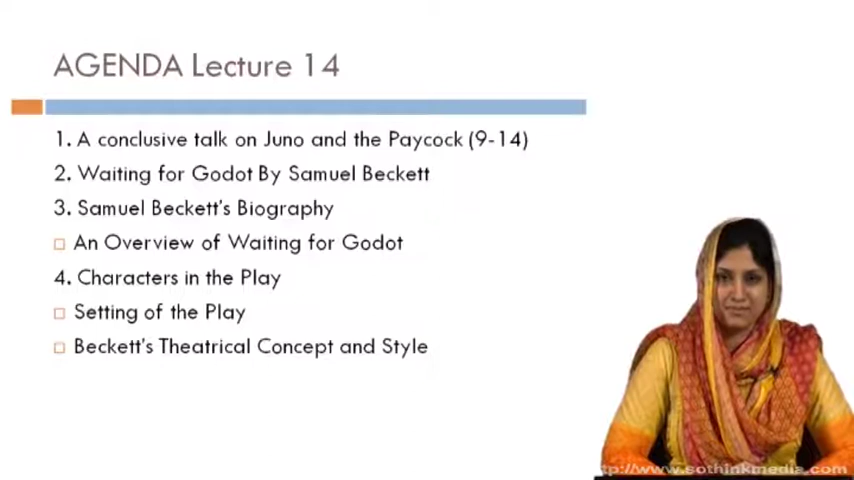 AGENDA Lecture 14
1. A conclusive talk on Juno and the Paycock (9-14)
2. Waiting for Godot By Samuel Beckett
3. Samuel Beckett's Biography
An Overview of Waiting for Godot
4. Characters in the Play
Setting of the Play
Beckett's Theatrical Concept and Style
ttp://www.sothinkmedia.com/